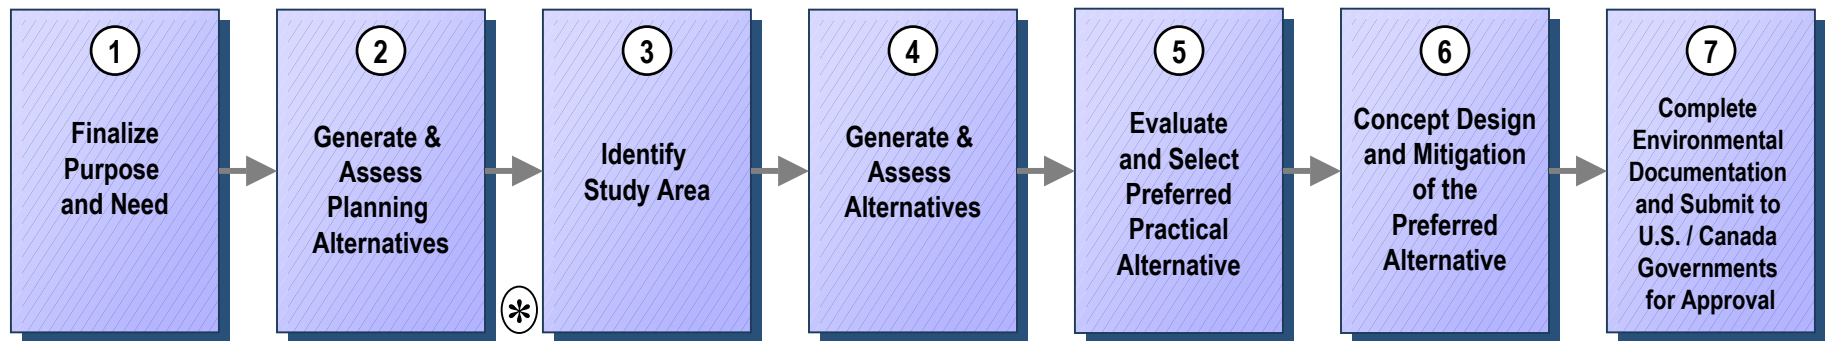 1
Finalize
Purpose
and Need
2
Generate &
Assess
Planning
Alternatives
*
3
Identify
Study Area
4
Generate &
Assess
Alternatives
5
Evaluate
and Select
Preferred
Practical
Alternative
6
Concept Design
and Mitigation
of the
Preferred
Alternative
7
Complete
Environmental
Documentation
and Submit to
U.S. / Canada
Governments
for Approval